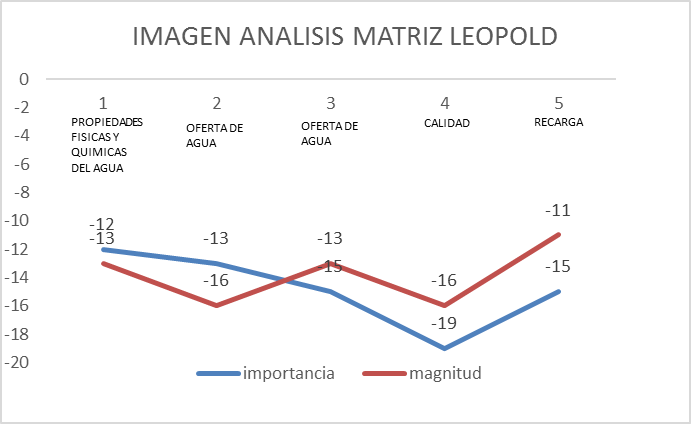 IMAGEN ANALISIS MATRIZ LEOPOLD
0
-2
-4
-6
-8
-10
-12
-14
-16
-18
-20
1
2
3
4
5
PROPIEDADES
FISICAS Y
QUIMICAS
DEL AGUA
OFERTA DE
AGUA
OFERTA DE
AGUA
CALIDAD
RECARGA
-12
-13
-15
-19
-15
-13
-16
-13
-16
-11
importancia
magnitud